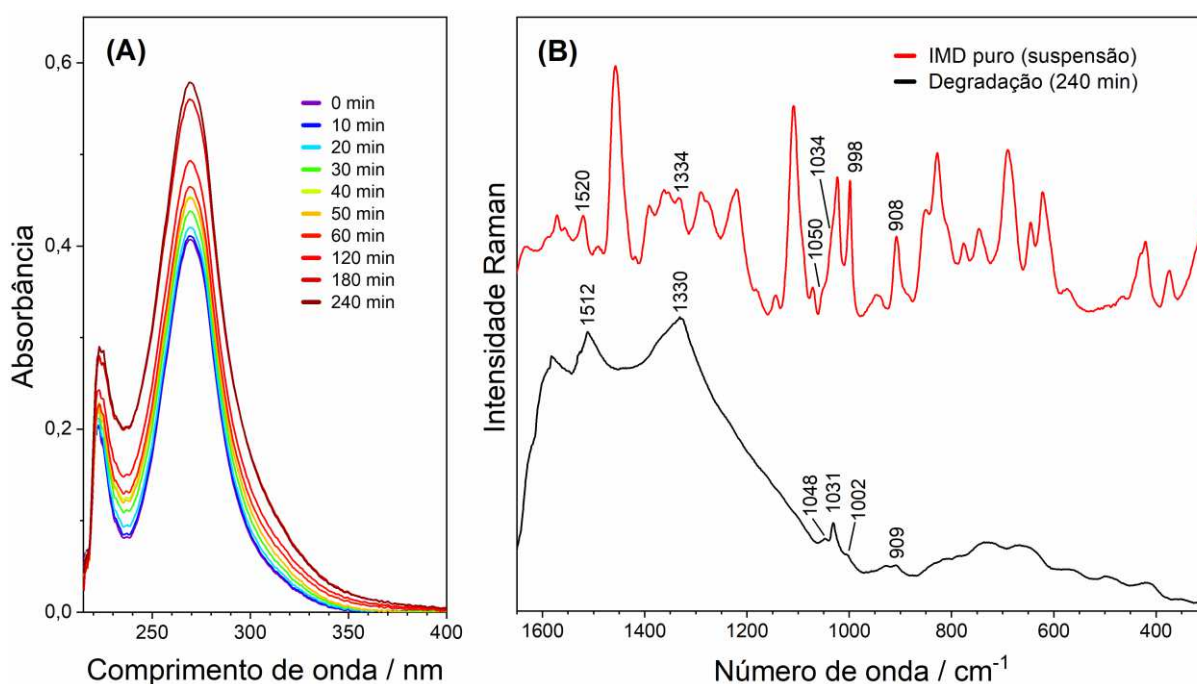 (A)
0,6
0,4
0,2
0,0
Absorbância
0 min
10 min
20 min
30 min
40 min
50 min
60 min
120 min
180 min
240 min
250
300
350
400
Comprimento de onda / nm
(B)
IMD puro (suspensão)
Degradação (240 min)
Intensidade Raman
1520
1334
1050
1034
998
908
1512
1330
1048
1031
1002
909
1600
1400
1200
1000
800
600
400
Número de onda / cm⁻¹